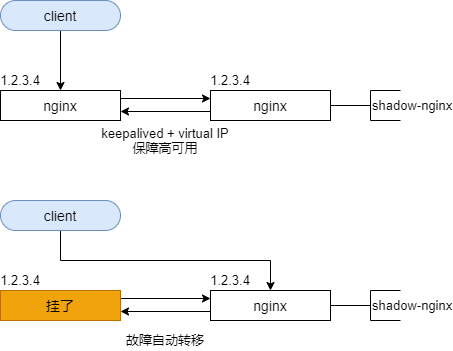 client
1.2.3.4
1.2.3.4
nginx
nginx
shadow-nginx
keepalived + virtual IP
保障高可用
client
1.2.3.4
1.2.3.4
挂了
nginx
shadow-nginx
故障自动转移